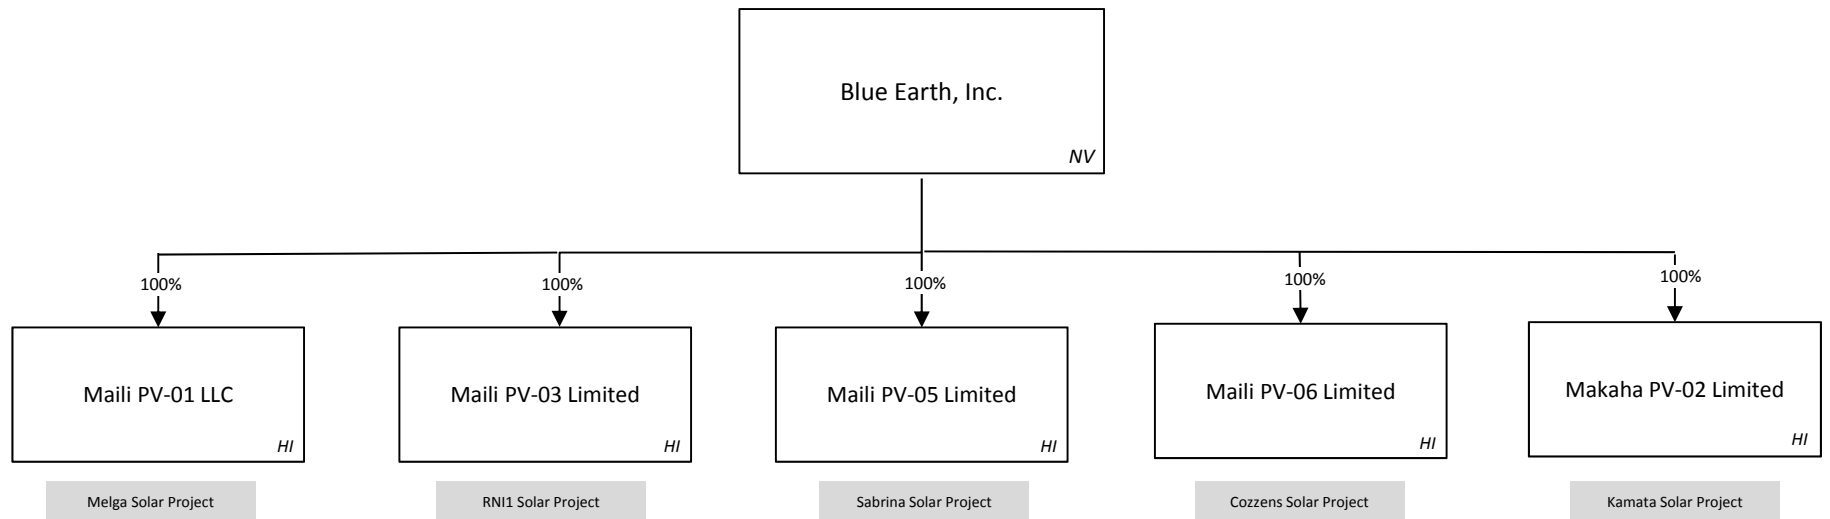 Blue Earth, Inc.
NV
100%
100%
100%
100%
100%
Maili PV-01 LLC
HI
Maili PV-03 Limited
HI
Maili PV-05 Limited
HI
Maili PV-06 Limited
HI
Makaha PV-02 Limited
HI
Melga Solar Project
RNI1 Solar Project
Sabrina Solar Project
Cozzens Solar Project
Kamata Solar Project